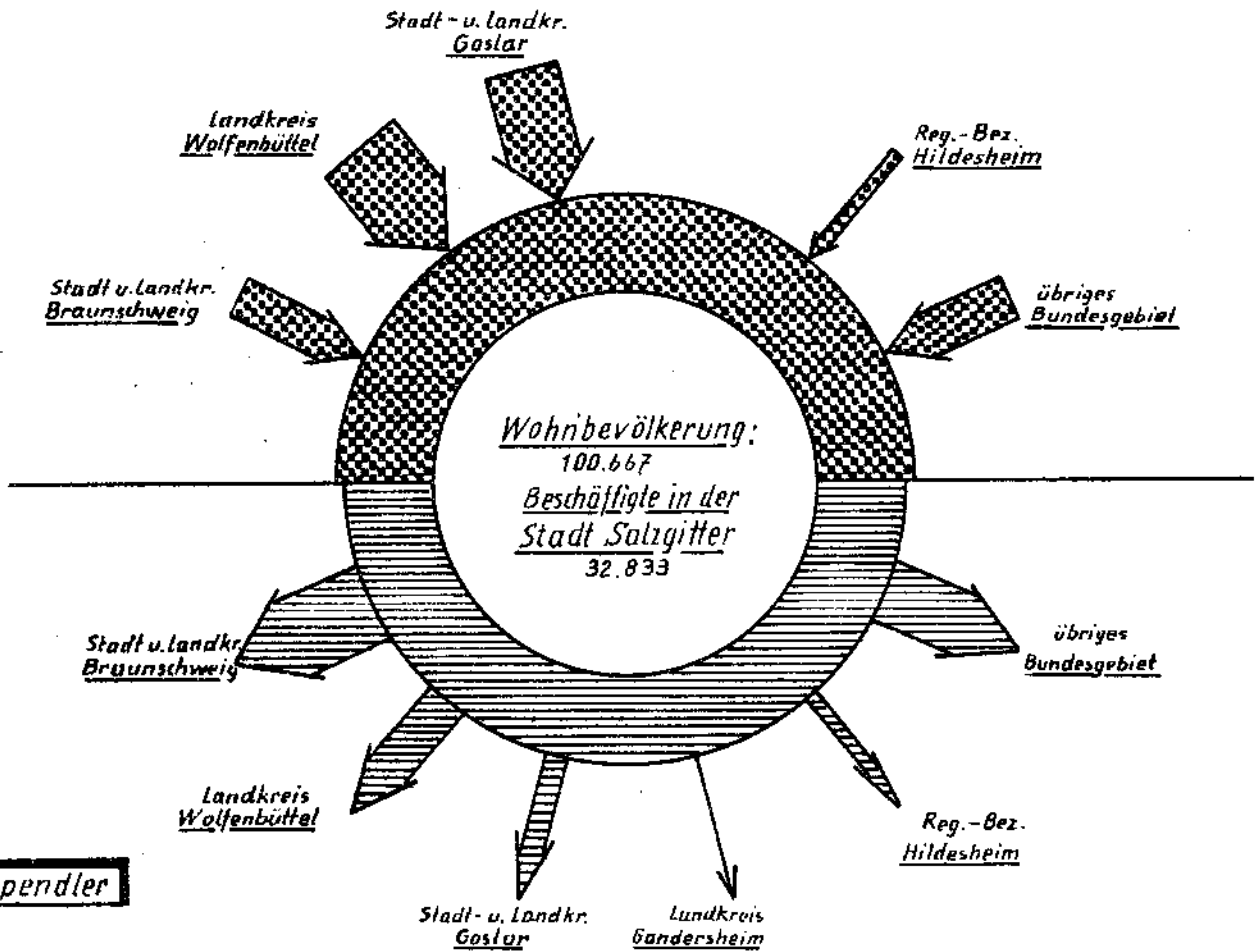 Stadt- u. Landkr.
Goslar
Landkreis
Wolfenbüttel
Reg.-Bez.
Hildesheim
Stadt u. Landkr.
Braunschweig
übriges
Bundesgebiet
Wohnbevölkerung:
100.667
Beschäftigte in der
Stadt Salzgitter
32.833
Stadt u. Landkr.
Braunschweig
übriges
Bundesgebiet
Landkreis
Wolfenbüttel
Reg.-Bez.
Hildesheim
pendler
Stadt- u. Landkr.
Goslar
Landkreis
Gandersheim